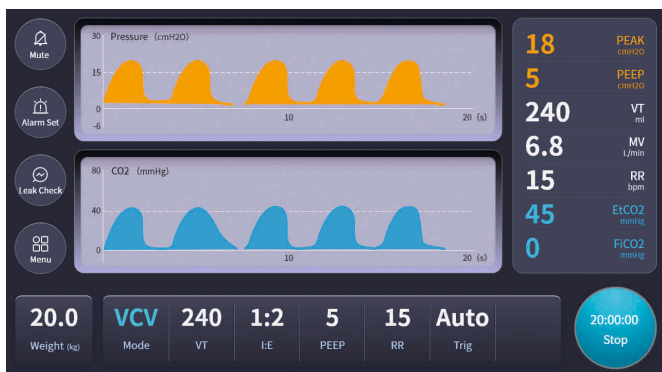 Mute
Alarm Set
Leak Check
Menu
Pressure (cmH2O)
30
15
0
-6
10
20 (s)
CO2 (mmHg)
80
40
0
10
20 (s)
18 PEAK
cmH2O
5 PEEP
cmH2O
240 VT
ml
6.8 MV
L/min
15 RR
bpm
45 EtCO2
mmHg
0 FiCO2
mmHg
20.0
Weight (kg)
VCV 240 1:2 5 15 Auto
Mode VT I:E PEEP RR Trig
20:00:00
Stop